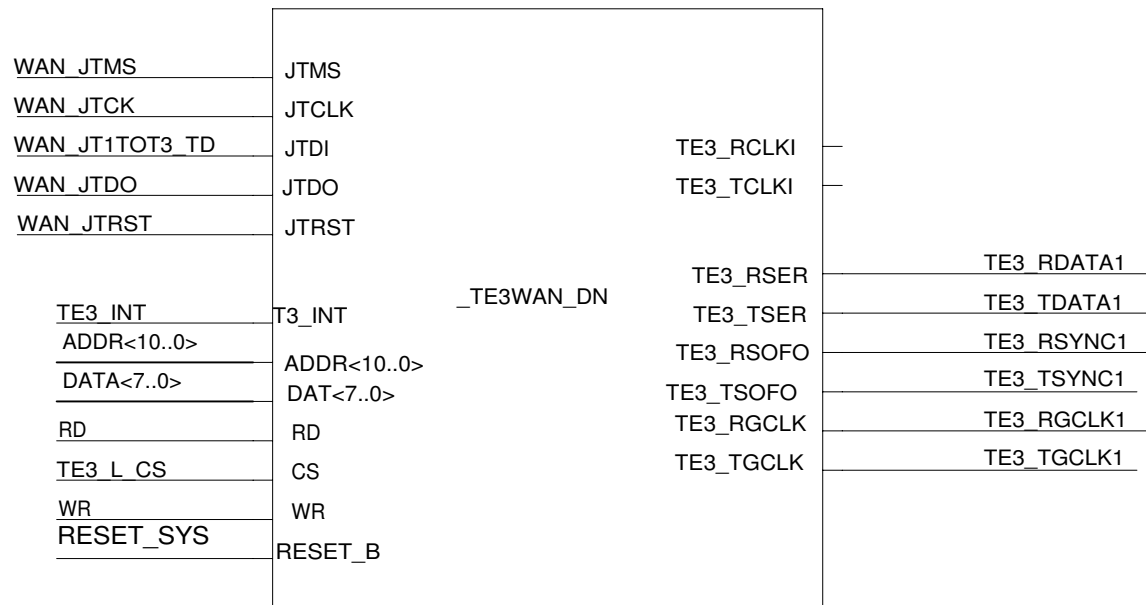 WAN_JTMS JTMS
WAN_JTCK JTCLK
WAN_JT1TOT3_TD JTDI TE3_RCLKI
WAN_JTDO JTDO TE3_TCLKI
WAN_JTRST JTRST
TE3_RSER TE3_RDATA1
_TE3WAN_DN
TE3_INT T3_INT TE3_TSER TE3_TDATA1
ADDR<10..0> ADDR<10..0> TE3_RSOFO TE3_RSYNC1
DATA<7..0> DAT<7..0> TE3_TSOFO TE3_TSYNC1
RD RD TE3_RGCLK TE3_RGCLK1
TE3_L_CS CS TE3_TGCLK TE3_TGCLK1
WR WR
RESET_SYS RESET_B